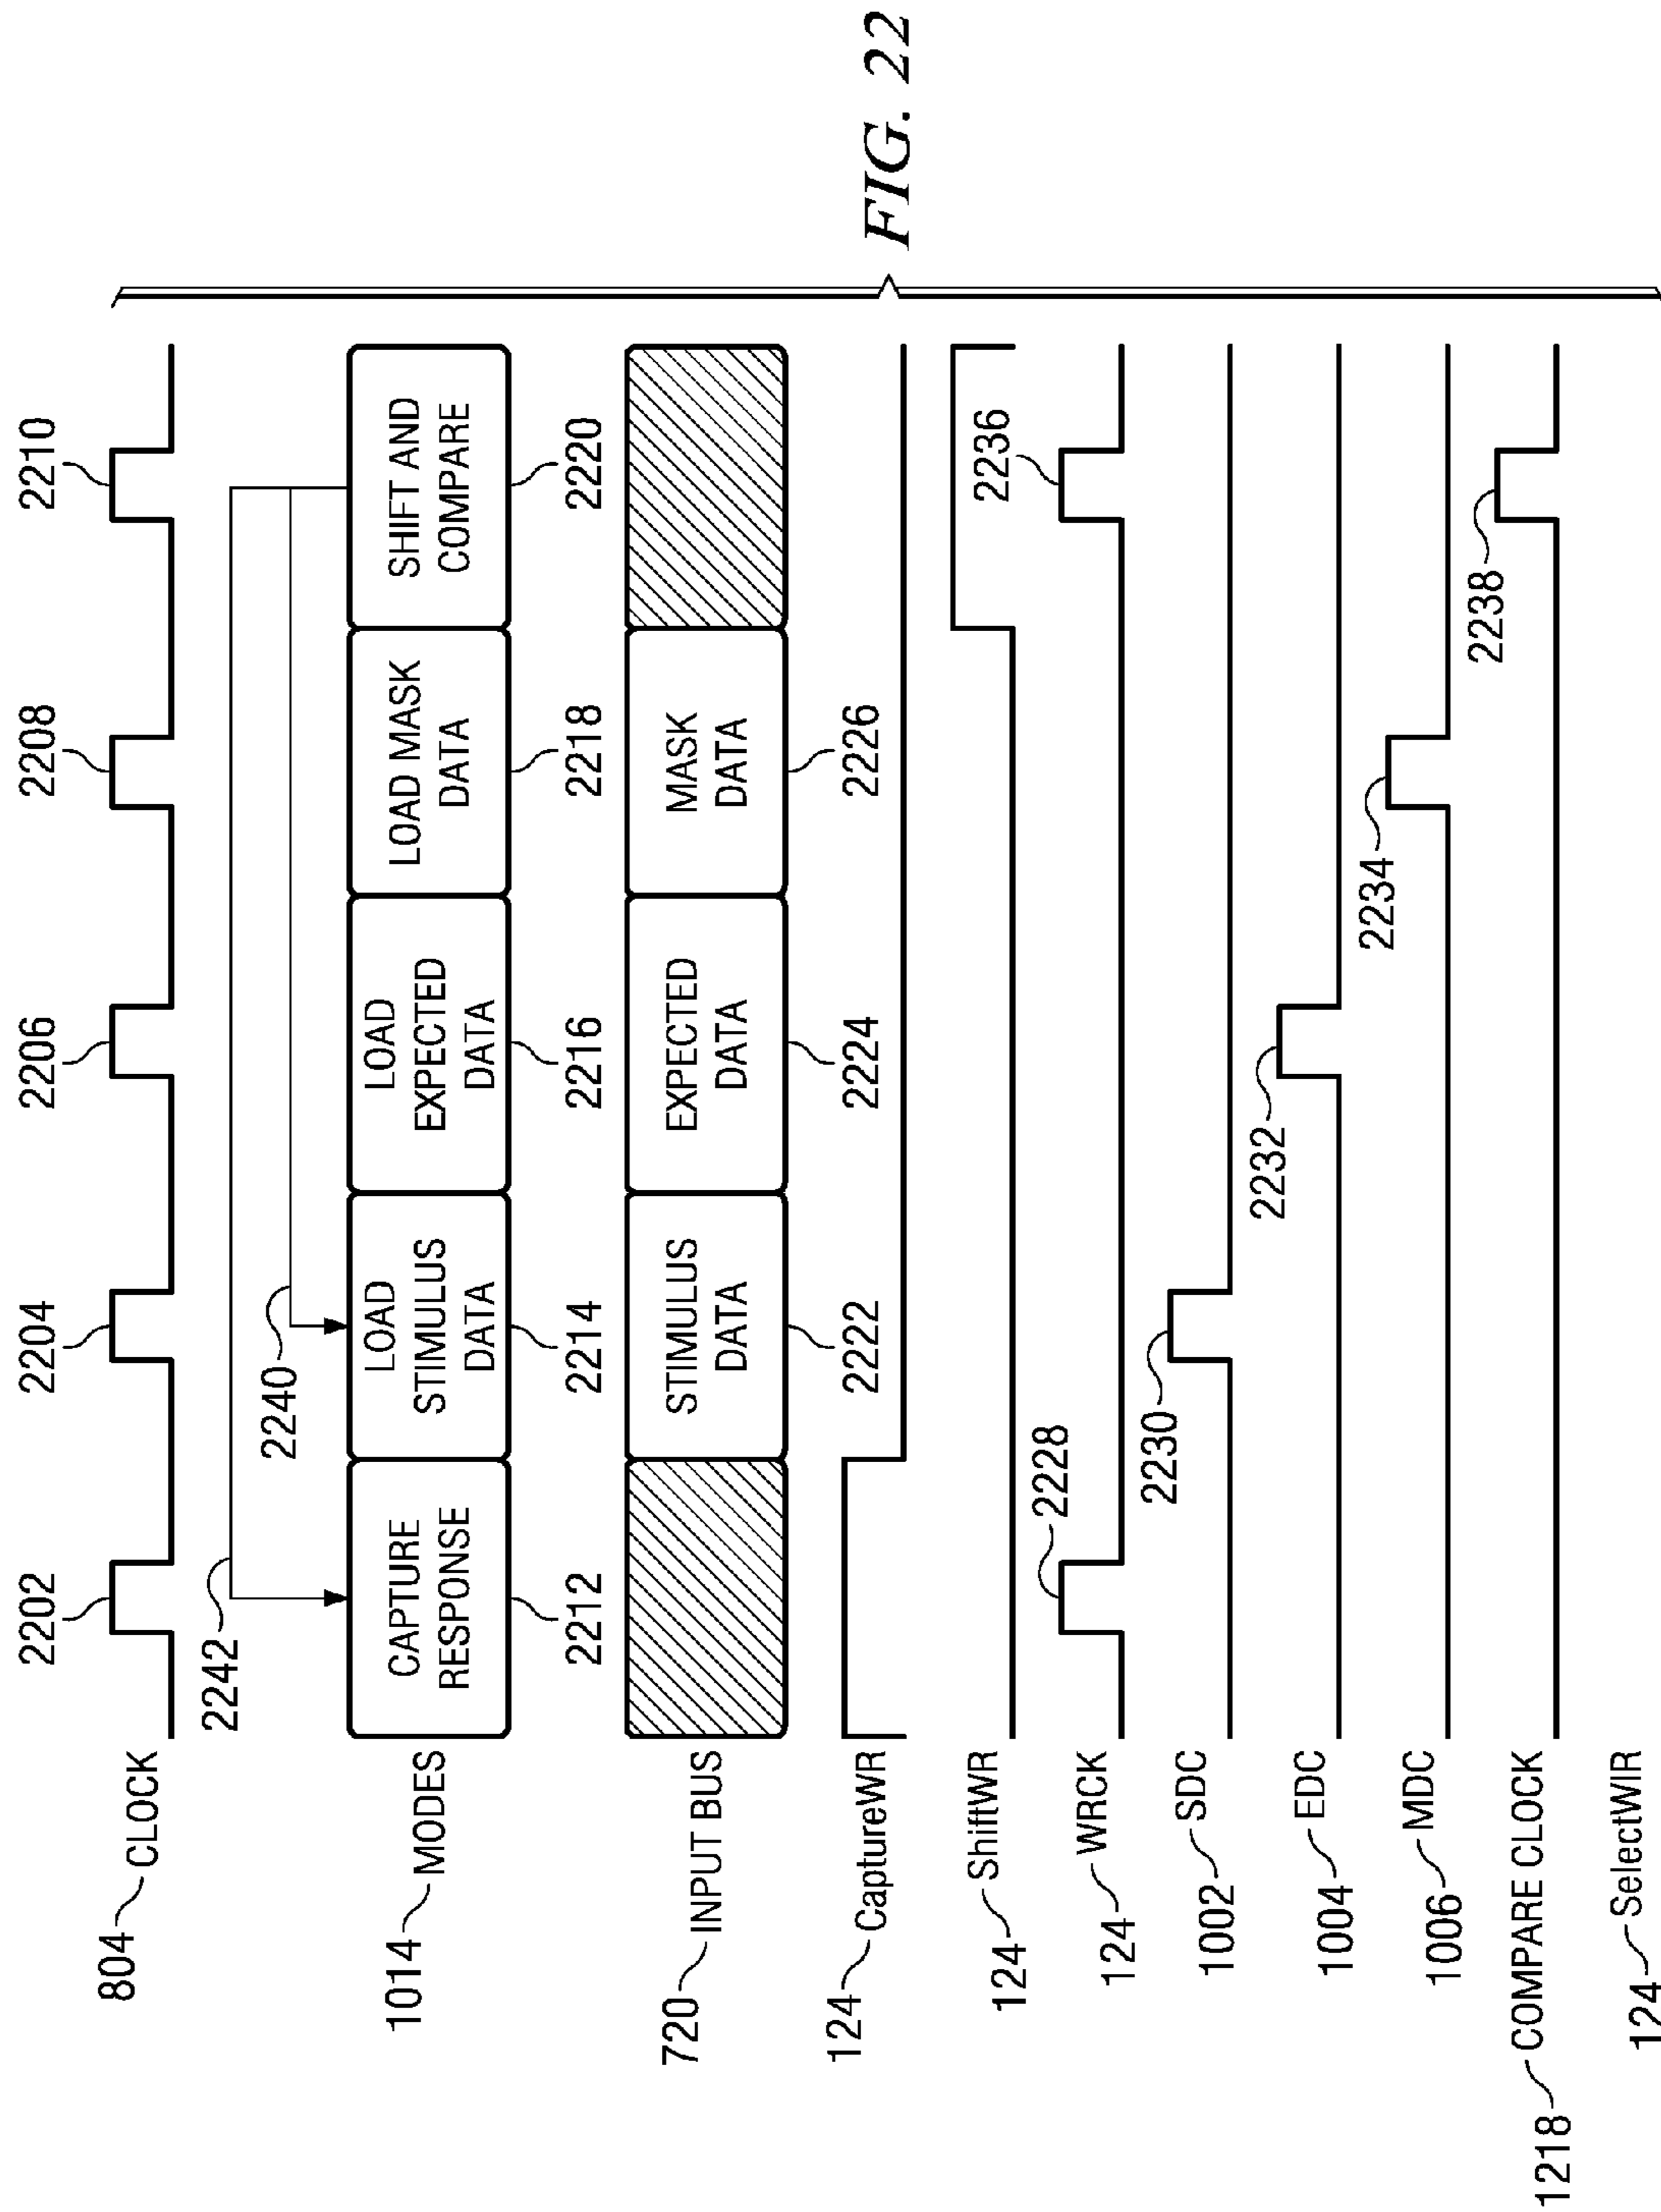 2202 2204 2206 2208 2210
804 CLOCK
2242
2240
1014 MODES
CAPTURE RESPONSE
LOAD STIMULUS DATA
LOAD EXPECTED DATA
LOAD MASK DATA
SHIFT AND COMPARE
2212 2214 2216 2218 2220
720 INPUT BUS
STIMULUS DATA
EXPECTED DATA
MASK DATA
2222 2224 2226
124 CaptureWR
124 ShiftWR
2228 2236
124 WRCK
2230
1002 SDC
2232
1004 EDC
2234
1006 MDC
2238
1218 COMPARE CLOCK
124 SelectWIR
FIG. 22